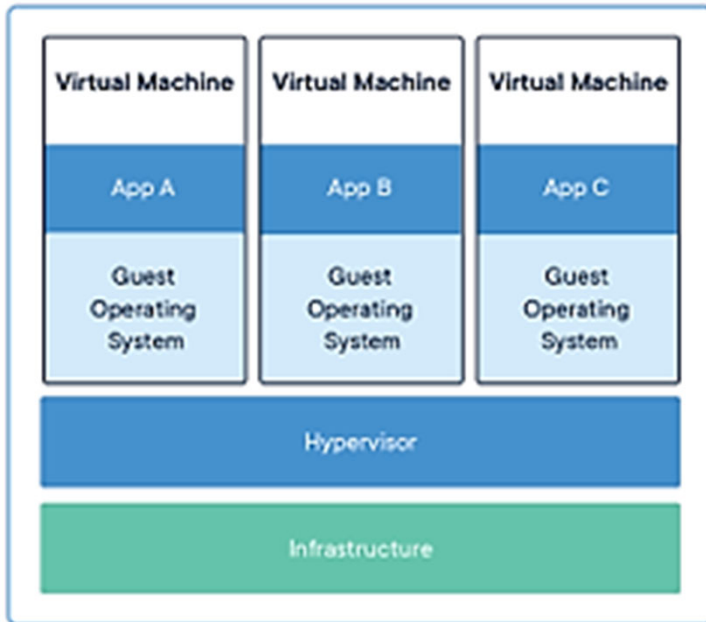 Virtual Machine
Virtual Machine
Virtual Machine
App A
App B
App C
Guest
Operating
System
Guest
Operating
System
Guest
Operating
System
Hypervisor
Infrastructure